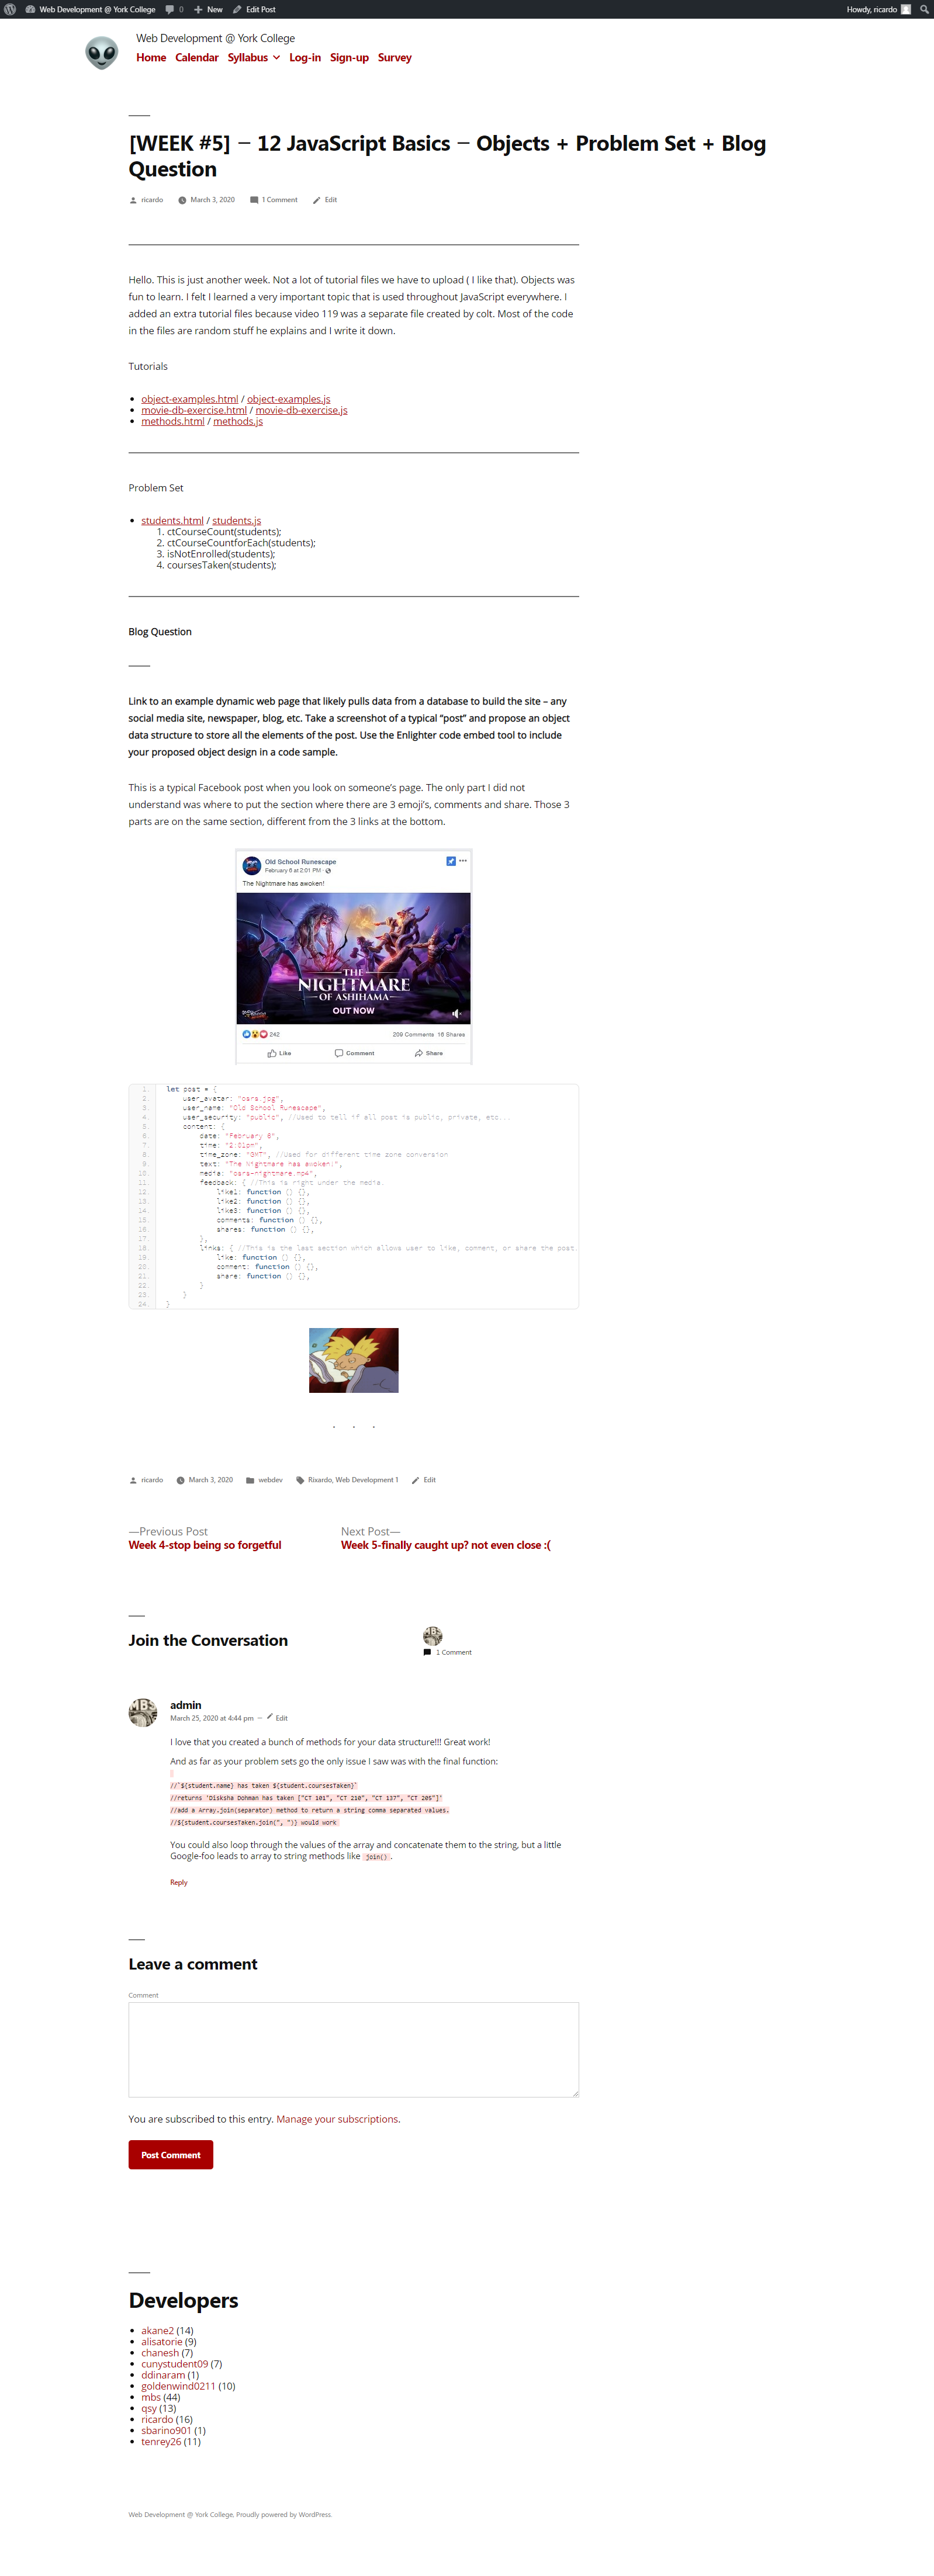 Web Development @ York College 0 New Edit Post Howdy, ricardo
Web Development @ York College
Home Calendar Syllabus Log-in Sign-up Survey
[WEEK #5] – 12 JavaScript Basics – Objects + Problem Set + Blog
Question
ricardo March 3, 2020 1 Comment Edit
Hello. This is just another week. Not a lot of tutorial files we have to upload ( I like that). Objects was
fun to learn. I felt I learned a very important topic that is used throughout JavaScript everywhere. I
added an extra tutorial files because video 119 was a separate file created by colt. Most of the code
in the files are random stuff he explains and I write it down.
Tutorials
object-examples.html / object-examples.js
movie-db-exercise.html / movie-db-exercise.js
methods.html / methods.js
Problem Set
students.html / students.js
1. ctCourseCount(students);
2. ctCourseCountforEach(students);
3. isNotEnrolled(students);
4. coursesTaken(students);
Blog Question
Link to an example dynamic web page that likely pulls data from a database to build the site – any
social media site, newspaper, blog, etc. Take a screenshot of a typical “post” and propose an object
data structure to store all the elements of the post. Use the Enlighter code embed tool to include
your proposed object design in a code sample.
This is a typical Facebook post when you look on someone’s page. The only part I did not
understand was where to put the section where there are 3 emoji’s, comments and share. Those 3
parts are on the same section, different from the 3 links at the bottom.
Old School Runescape
February 6 at 2:01 PM ·
The Nightmare has awoken!
THE
NIGHTMARE
OF ASHIHAMA
OUT NOW
242 209 Comments 16 Shares
Like Comment Share
1. let post = {
2. user_avatar: "osrs.jpg",
3. user_name: "Old School Runescape",
4. user_security: "public", //Used to tell if all post is public, private, etc...
5. content: {
6. date: "February 6",
7. time: "2:01pm",
8. time_zone: "GMT", //Used for different time zone conversion
9. text: "The Nightmare has awoken!",
10. media: "osrs-nightmare.mp4",
11. feedback: { //This is right under the media.
12. like1: function () {},
13. like2: function () {},
14. like3: function () {},
15. comments: function () {},
16. shares: function () {},
17. },
18. links: { //This is the last section which allows user to like, comment, or share the post.
19. like: function () {},
20. comment: function () {},
21. share: function () {},
22. }
23. }
24. }
ricardo March 3, 2020 webdev Rixardo, Web Development 1 Edit
—Previous Post Next Post—
Week 4-stop being so forgetful Week 5-finally caught up? not even close :(
Join the Conversation
1 Comment
admin
March 25, 2020 at 4:44 pm – Edit
I love that you created a bunch of methods for your data structure!!! Great work!
And as far as your problem sets go the only issue I saw was with the final function:
//`${student.name} has taken ${student.coursesTaken}`
//returns 'Disksha Dohman has taken ["CT 101", "CT 210", "CT 137", "CT 205"]'
//add a Array.join(separator) method to return a string comma separated values.
//${student.coursesTaken.join(", ")} would work
You could also loop through the values of the array and concatenate them to the string, but a little
Google-foo leads to array to string methods like join() .
Reply
Leave a comment
Comment
You are subscribed to this entry. Manage your subscriptions.
Post Comment
Developers
akane2 (14)
alisatorie (9)
chanesh (7)
cunystudent09 (7)
ddinaram (1)
goldenwind0211 (10)
mbs (44)
qsy (13)
ricardo (16)
sbarino901 (1)
tenrey26 (11)
Web Development @ York College, Proudly powered by WordPress.